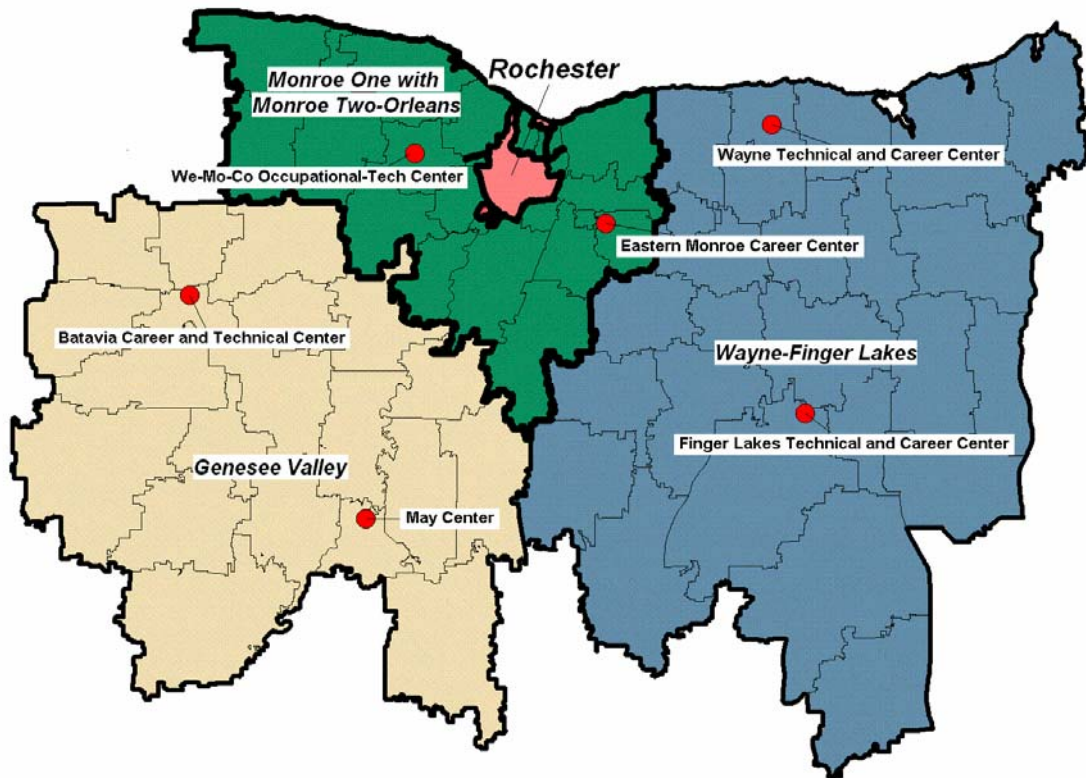 Monroe One with
Monroe Two-Orleans
Rochester
We-Mo-Co Occupational-Tech Center
Wayne Technical and Career Center
Eastern Monroe Career Center
Batavia Career and Technical Center
Wayne-Finger Lakes
Finger Lakes Technical and Career Center
Genesee Valley
May Center